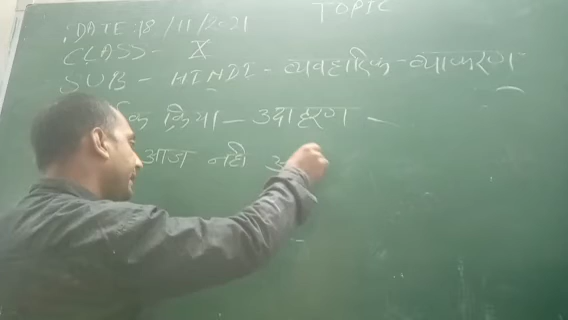 TOPIC
DATE:18/11/2021
CLASS- X
SUB - HINDI - व्यवहारिक-व्याकरण
क्रिया - उदाहरण -
आज नही